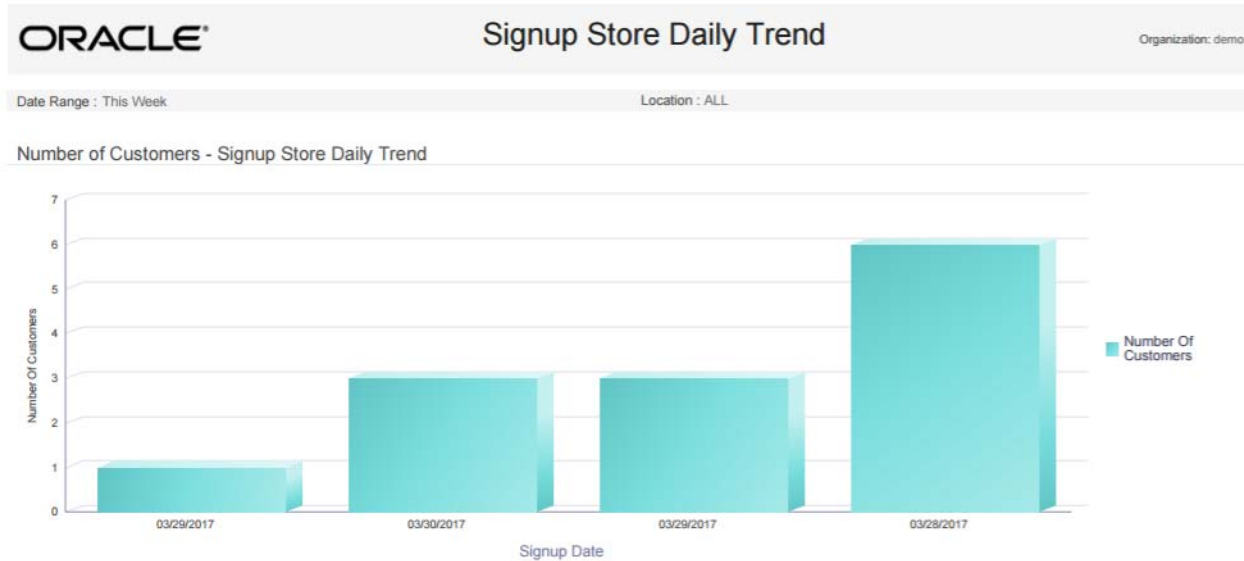 ORACLE®
Signup Store Daily Trend
Organization: demo
Date Range : This Week
Location : ALL
Number of Customers - Signup Store Daily Trend
Number Of Customers
7
6
5
4
3
2
1
0
03/29/2017
03/30/2017
03/29/2017
03/28/2017
Signup Date
Number Of
Customers